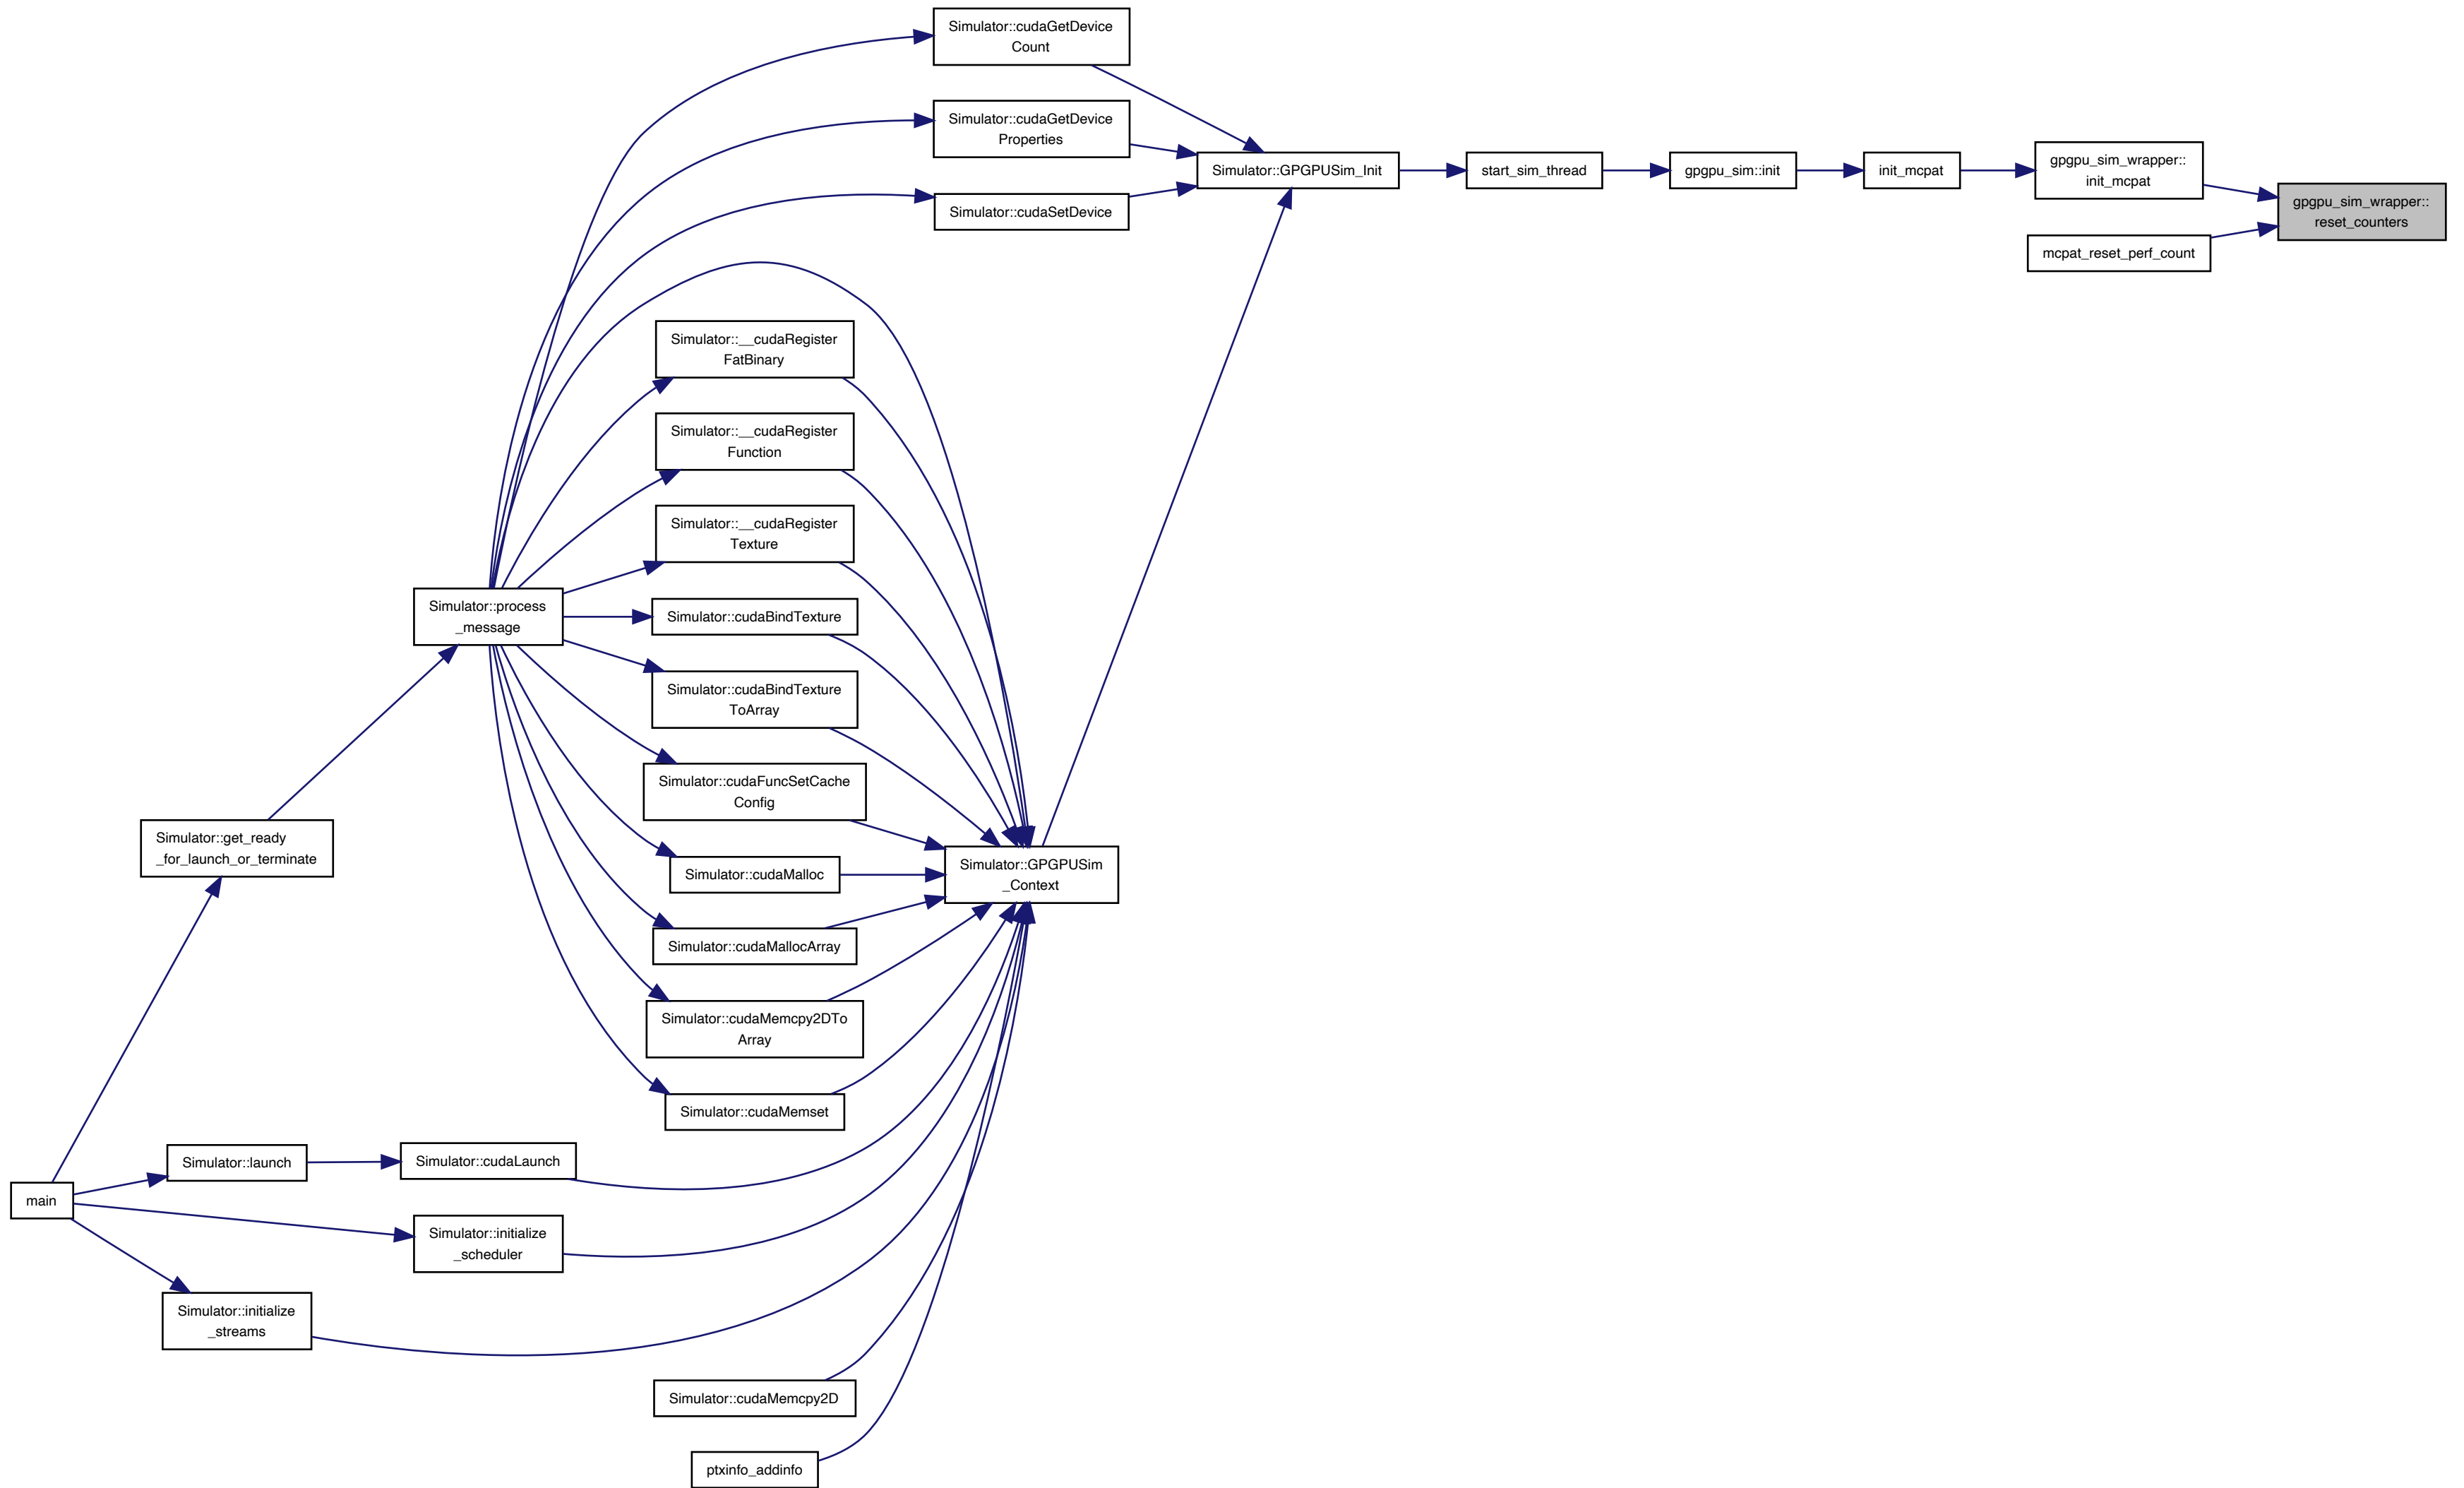 Simulator::cudaGetDevice
Count
Simulator::cudaGetDevice
Properties
Simulator::cudaSetDevice
Simulator::GPGPUSim_Init
start_sim_thread
gpgpu_sim::init
init_mcpat
gpgpu_sim_wrapper::
init_mcpat
gpgpu_sim_wrapper::
reset_counters
mcpat_reset_perf_count
Simulator::__cudaRegister
FatBinary
Simulator::__cudaRegister
Function
Simulator::__cudaRegister
Texture
Simulator::process
_message
Simulator::cudaBindTexture
Simulator::cudaBindTexture
ToArray
Simulator::cudaFuncSetCache
Config
Simulator::get_ready
_for_launch_or_terminate
Simulator::cudaMalloc
Simulator::GPGPUSim
_Context
Simulator::cudaMallocArray
Simulator::cudaMemcpy2DTo
Array
Simulator::cudaMemset
Simulator::launch
Simulator::cudaLaunch
main
Simulator::initialize
_scheduler
Simulator::initialize
_streams
Simulator::cudaMemcpy2D
ptxinfo_addinfo